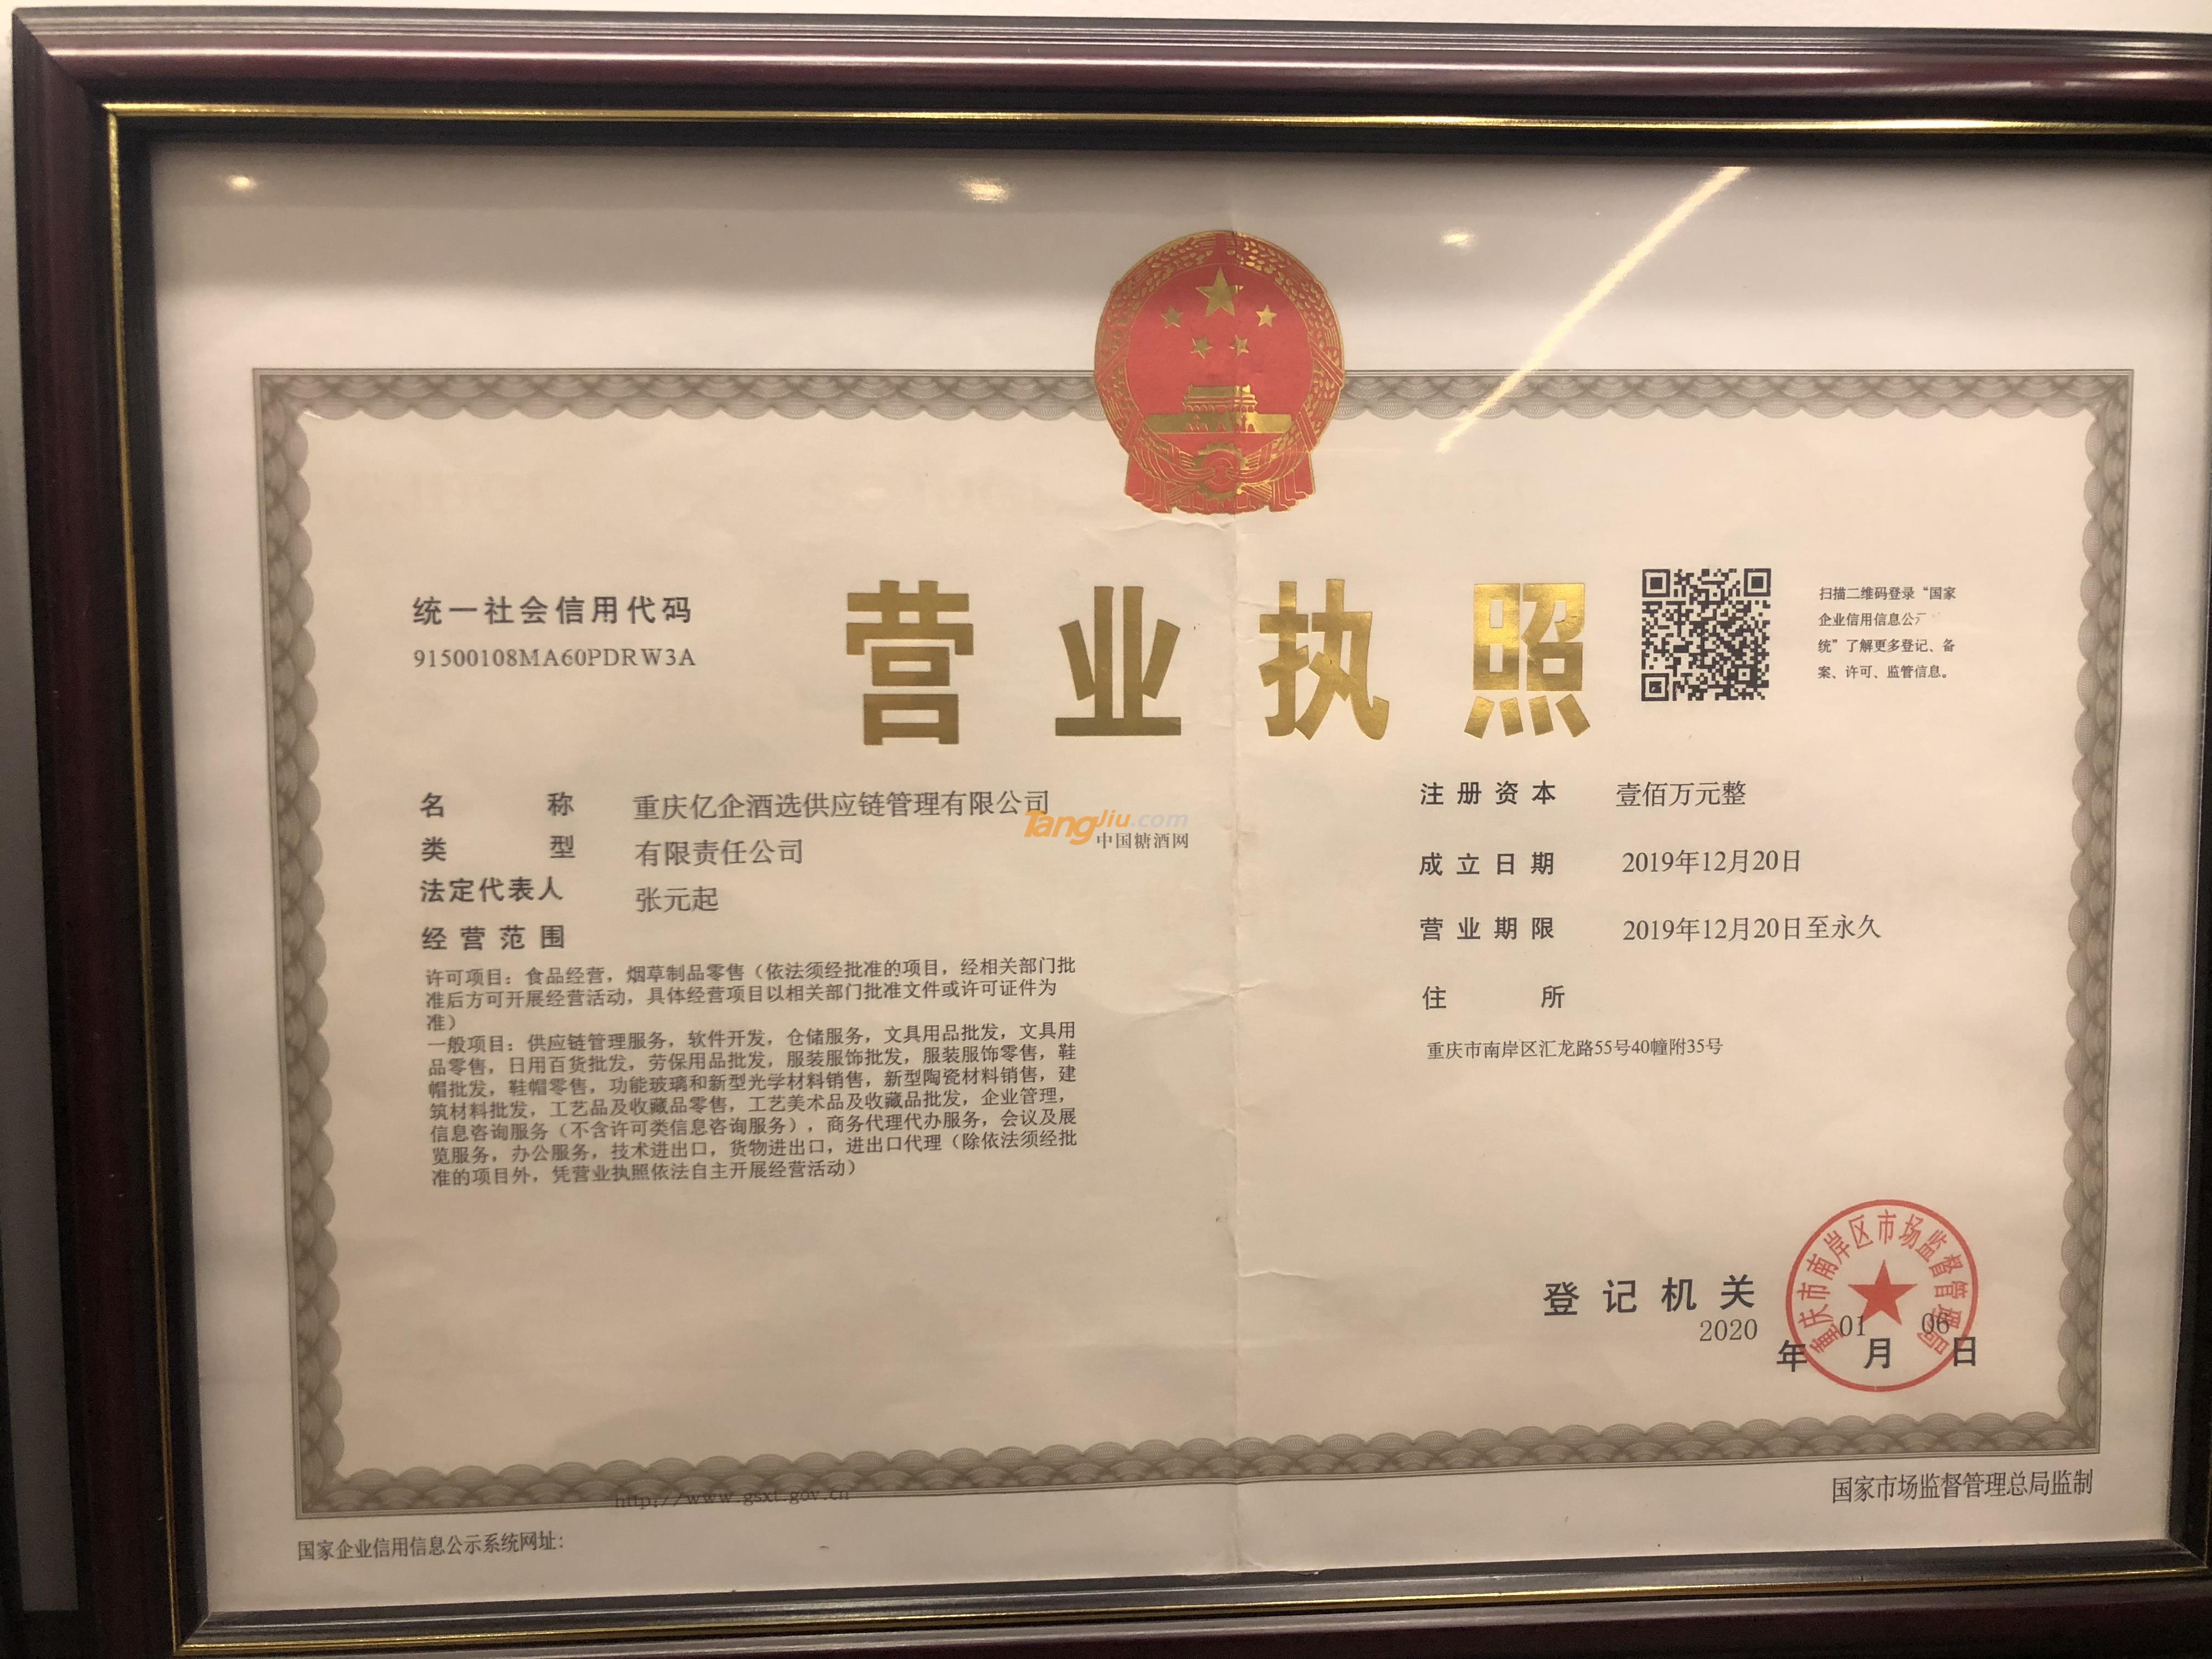 统一社会信用代码
91500108MA60PDRW3A
营业执照
扫描二维码登录“国家
企业信用信息公示
统”了解更多登记、备
案、许可、监管信息。
名称 重庆亿企酒选供应链管理有限公司
类型 有限责任公司
法定代表人 张元起
经营范围
许可项目：食品经营，烟草制品零售（依法须经批准的项目，经相关部门批
准后方可开展经营活动，具体经营项目以相关部门批准文件或许可证件为
准）
一般项目：供应链管理服务，软件开发，仓储服务，文具用品批发，文具用
品零售，日用百货批发，劳保用品批发，服装服饰批发，服装服饰零售，鞋
帽批发，鞋帽零售，功能玻璃和新型光学材料销售，新型陶瓷材料销售，建
筑材料批发，工艺品及收藏品零售，工艺美术品及收藏品批发，企业管理，
信息咨询服务（不含许可类信息咨询服务），商务代理代办服务，会议及展
览服务，办公服务，技术进出口，货物进出口，进出口代理（除依法须经批
准的项目外，凭营业执照依法自主开展经营活动）
TangJiu.com
中国糖酒网
注册资本 壹佰万元整
成立日期 2019年12月20日
营业期限 2019年12月20日至永久
住所
重庆市南岸区汇龙路55号40幢附35号
登记机关
重庆市南岸区市场监督管理局
2020年01月06日
http://www.gsxt.gov.cn
国家企业信用信息公示系统网址：
国家市场监督管理总局监制